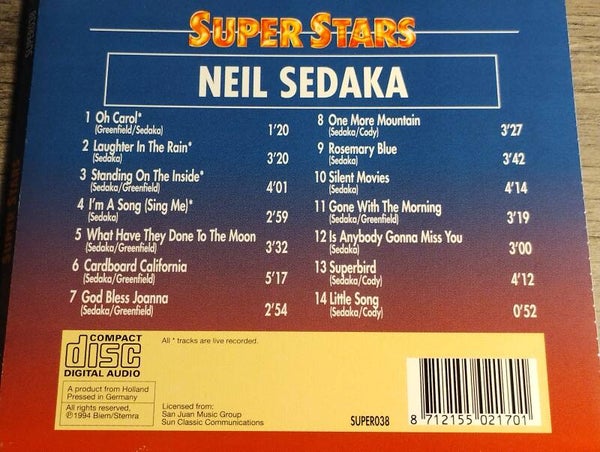 SUPER STARS
NEIL SEDAKA
1 Oh Carol*
(Greenfield/Sedaka) 1'20
2 Laughter In The Rain*
(Sedaka) 3'20
3 Standing On The Inside*
(Sedaka/Greenfield) 4'01
4 I'm A Song (Sing Me)*
(Sedaka) 2'59
5 What Have They Done To The Moon
(Sedaka/Greenfield) 3'32
6 Cardboard California
(Sedaka/Greenfield) 5'17
7 God Bless Joanna
(Sedaka/Greenfield) 2'54
8 One More Mountain
(Sedaka/Cody) 3'27
9 Rosemary Blue
(Sedaka) 3'42
10 Silent Movies
(Sedaka) 4'14
11 Gone With The Morning
(Sedaka/Greenfield) 3'19
12 Is Anybody Gonna Miss You
(Sedaka) 3'00
13 Superbird
(Sedaka/Cody) 4'12
14 Little Song
(Sedaka/Cody) 0'52
COMPACT
disc
DIGITAL AUDIO
A product from Holland
Pressed in Germany
All rights reserved,
℗1994 Biem/Stemra
All * tracks are live recorded.
Licensed from:
San Juan Music Group
Sun Classic Communications
SUPER038
8 712155 021701
SUPER038